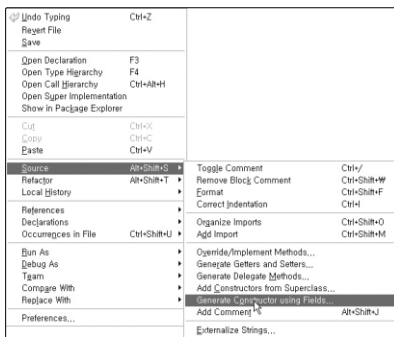 Undo Typing Ctrl+Z
Revert File
Save
Open Declaration F3
Open Type Hierarchy F4
Open Call Hierarchy Ctrl+Alt+H
Open Super Implementation
Show in Package Explorer
Cut Ctrl+X
Copy Ctrl+C
Paste Ctrl+V
Source Alt+Shift+S
Refactor Alt+Shift+T
Local History
References
Declarations
Occurrences in File Ctrl+Shift+U
Run As
Debug As
Team
Compare With
Replace With
Preferences...
Toggle Comment Ctrl+/
Remove Block Comment Ctrl+Shift+₩
Format Ctrl+Shift+F
Correct Indentation Ctrl+I
Organize Imports Ctrl+Shift+O
Add Import Ctrl+Shift+M
Override/Implement Methods...
Generate Getters and Setters...
Generate Delegate Methods...
Add Constructors from Superclass...
Generate Constructor using Fields...
Add Comment Alt+Shift+J
Externalize Strings...